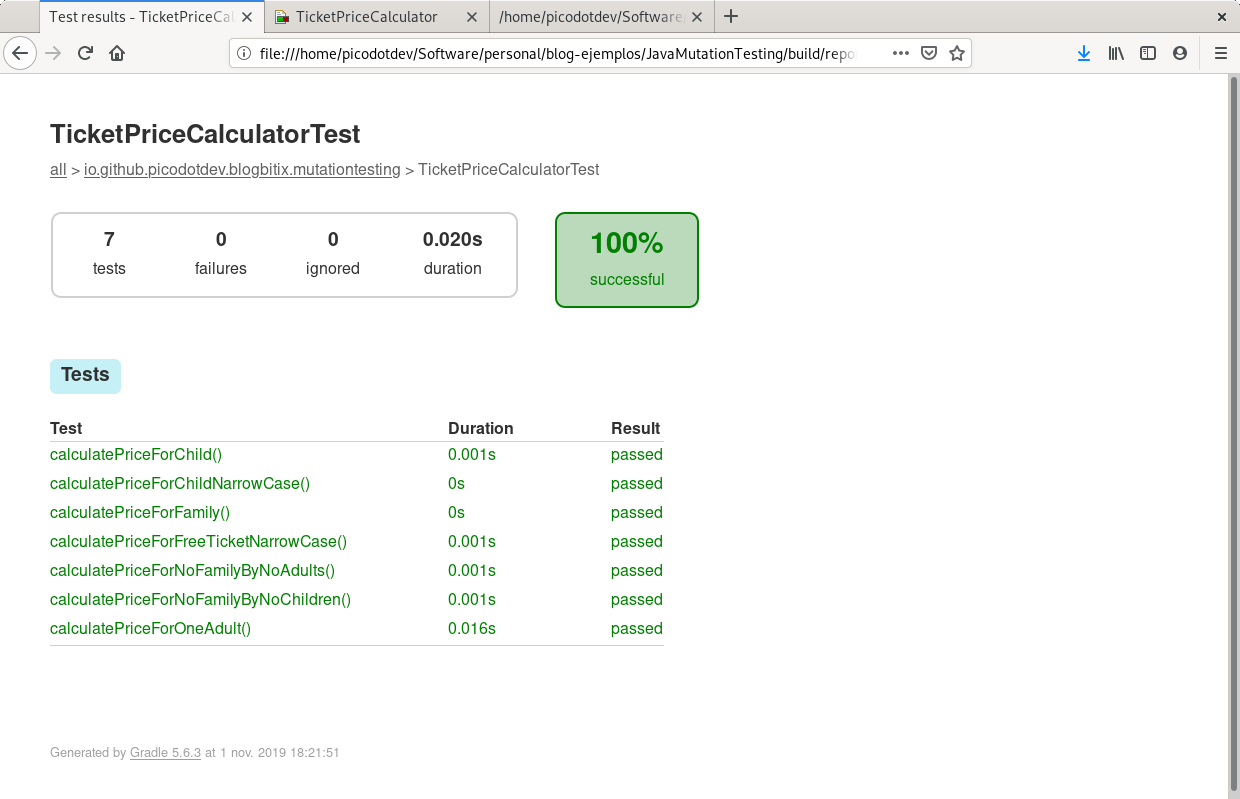 Test results - TicketPriceCal
TicketPriceCalculator
/home/picodotdev/Software
file:///home/picodotdev/Software/personal/blog-ejemplos/JavaMutationTesting/build/repo
TicketPriceCalculatorTest
all > io.github.picodotdev.blogbitix.mutationtesting > TicketPriceCalculatorTest
7 0 0 0.020s
tests failures ignored duration
100%
successful
Tests
Test Duration Result
calculatePriceForChild() 0.001s passed
calculatePriceForChildNarrowCase() 0s passed
calculatePriceForFamily() 0s passed
calculatePriceForFreeTicketNarrowCase() 0.001s passed
calculatePriceForNoFamilyByNoAdults() 0.001s passed
calculatePriceForNoFamilyByNoChildren() 0.001s passed
calculatePriceForOneAdult() 0.016s passed
Generated by Gradle 5.6.3 at 1 nov. 2019 18:21:51